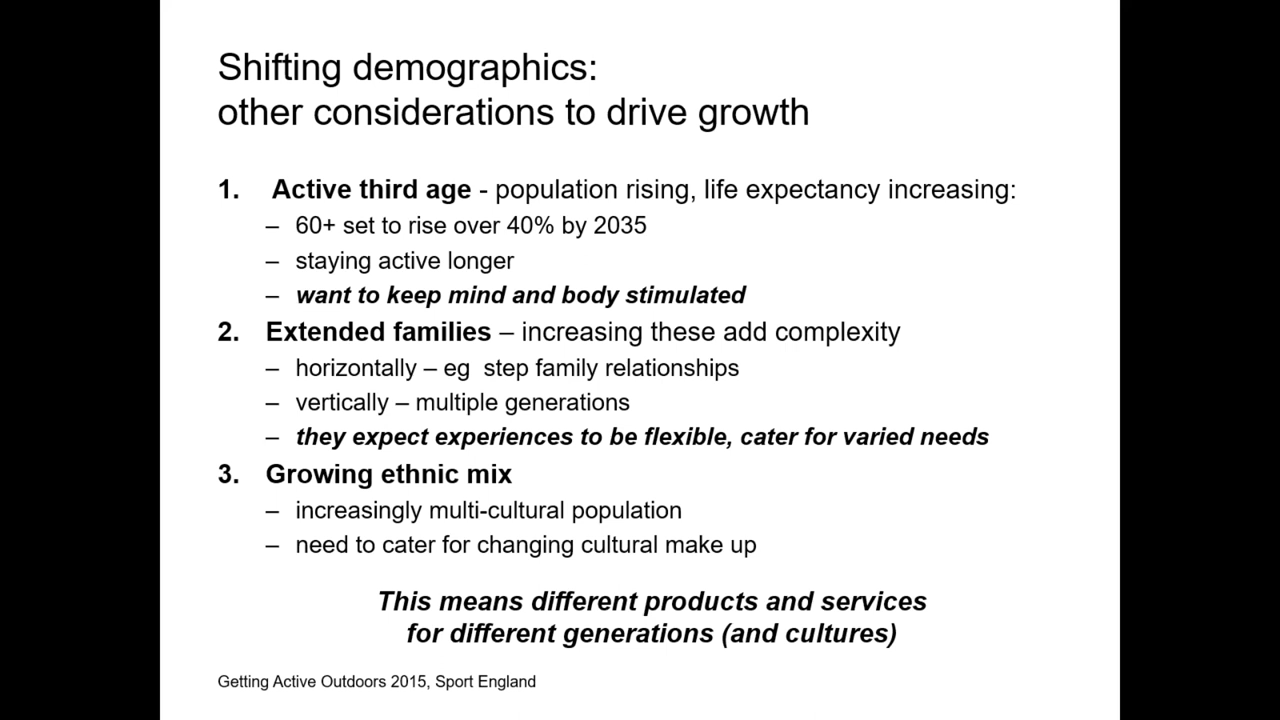 Shifting demographics:
other considerations to drive growth
1. Active third age - population rising, life expectancy increasing:
– 60+ set to rise over 40% by 2035
– staying active longer
– want to keep mind and body stimulated
2. Extended families – increasing these add complexity
– horizontally – eg step family relationships
– vertically – multiple generations
– they expect experiences to be flexible, cater for varied needs
3. Growing ethnic mix
– increasingly multi-cultural population
– need to cater for changing cultural make up
This means different products and services
for different generations (and cultures)
Getting Active Outdoors 2015, Sport England